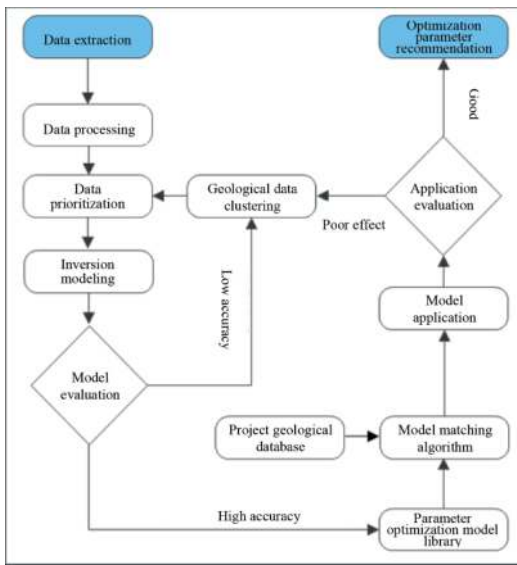 Data extraction
Optimization
parameter
recommendation
Good
Data processing
Data
prioritization
Geological data
clustering
Application
evaluation
Poor effect
Inversion
modeling
Low accuracy
Model
application
Model
evaluation
Project geological
database
Model matching
algorithm
High accuracy
Parameter
optimization model
library